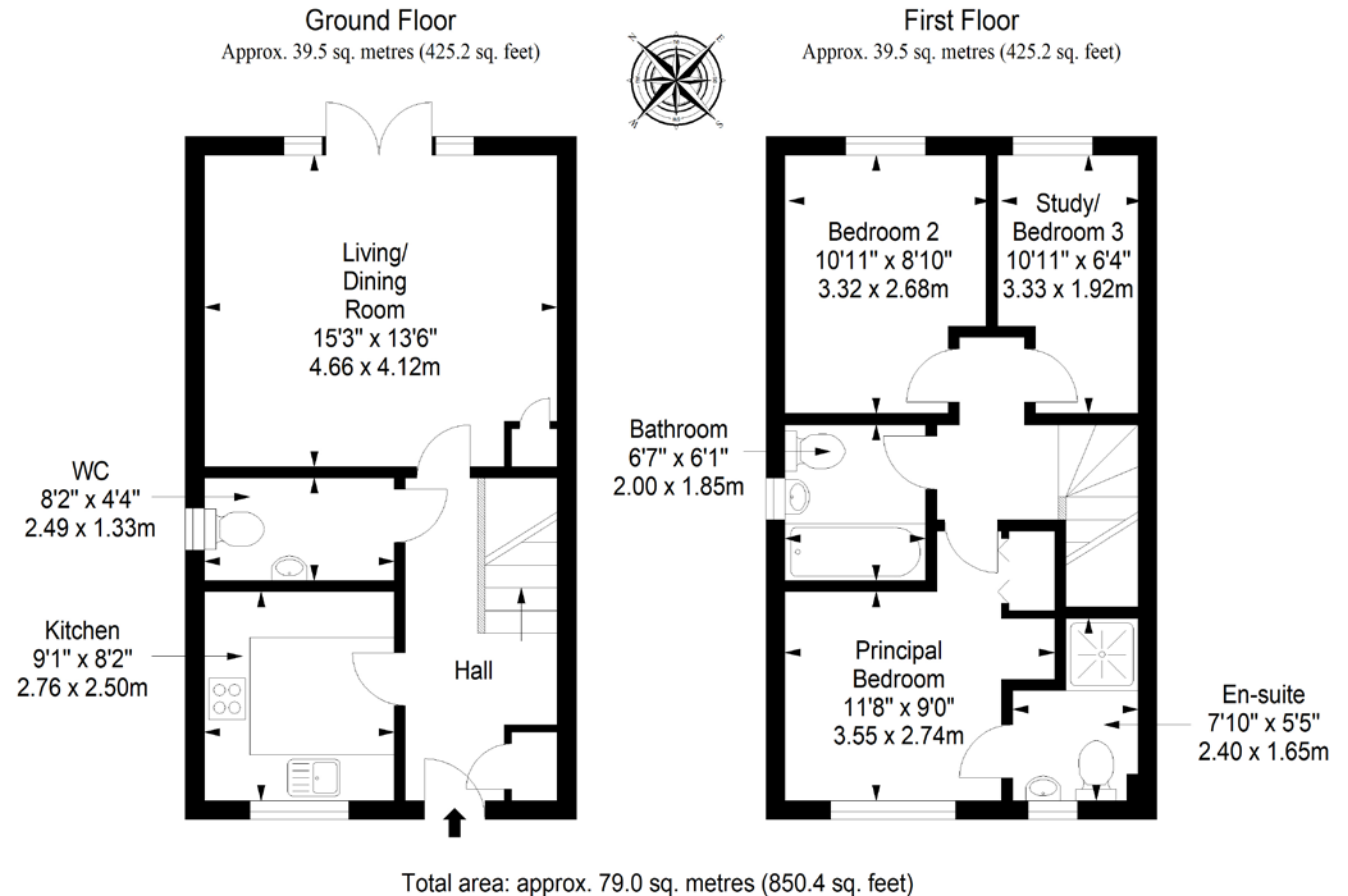 Ground Floor
Approx. 39.5 sq. metres (425.2 sq. feet)
First Floor
Approx. 39.5 sq. metres (425.2 sq. feet)
N
E
W
S
Living/
Dining
Room
15'3" x 13'6"
4.66 x 4.12m
WC
8'2" x 4'4"
2.49 x 1.33m
Kitchen
9'1" x 8'2"
2.76 x 2.50m
Hall
Bedroom 2
10'11" x 8'10"
3.32 x 2.68m
Study/
Bedroom 3
10'11" x 6'4"
3.33 x 1.92m
Bathroom
6'7" x 6'1"
2.00 x 1.85m
Principal
Bedroom
11'8" x 9'0"
3.55 x 2.74m
En-suite
7'10" x 5'5"
2.40 x 1.65m
Total area: approx. 79.0 sq. metres (850.4 sq. feet)